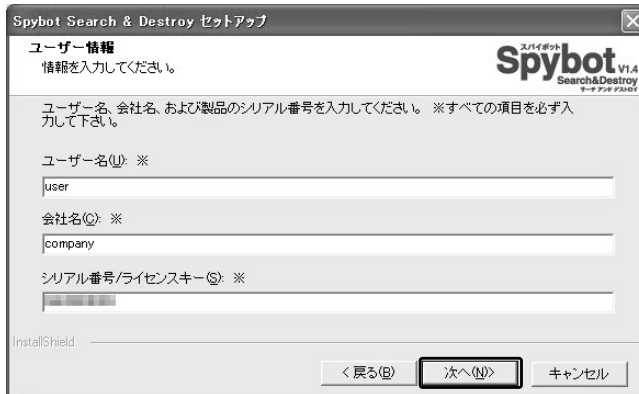 Spybot Search & Destroy セットアップ
ユーザー情報
情報を入力してください。
スパイボット
Spybot V1.4
Search&Destroy
サーチ アンド デストロイ
ユーザー名、会社名、および製品のシリアル番号を入力してください。 ※すべての項目を必ず入
力して下さい。
ユーザー名(U): ※
user
会社名(C): ※
company
シリアル番号/ライセンスキー(S): ※
InstallShield
< 戻る(B)
次へ(N)>
キャンセル